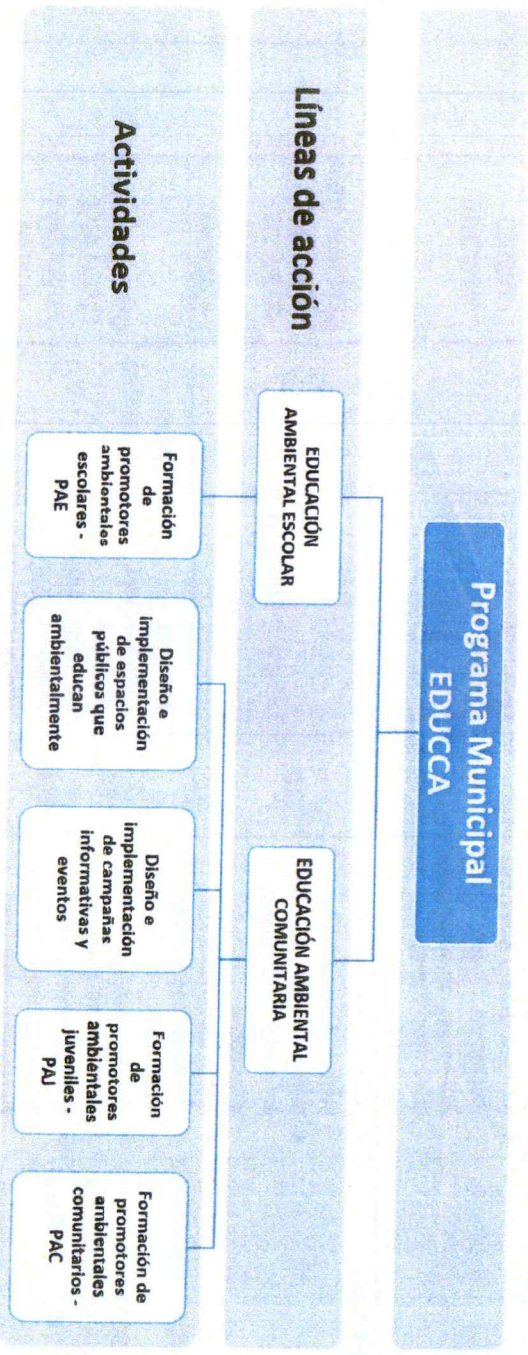 Programa Municipal
EDUCCA
Líneas de acción
EDUCACIÓN
AMBIENTAL ESCOLAR
EDUCACIÓN AMBIENTAL
COMUNITARIA
Actividades
Formación
de
promotores
ambientales
escolares -
PAE
Diseño e
implementación
de espacios
públicos que
educan
ambientalmente
Diseño e
implementación
de campañas
informativas y
eventos
Formación
de
promotores
ambientales
juveniles -
PAJ
Formación de
promotores
ambientales
comunitarios -
PAC